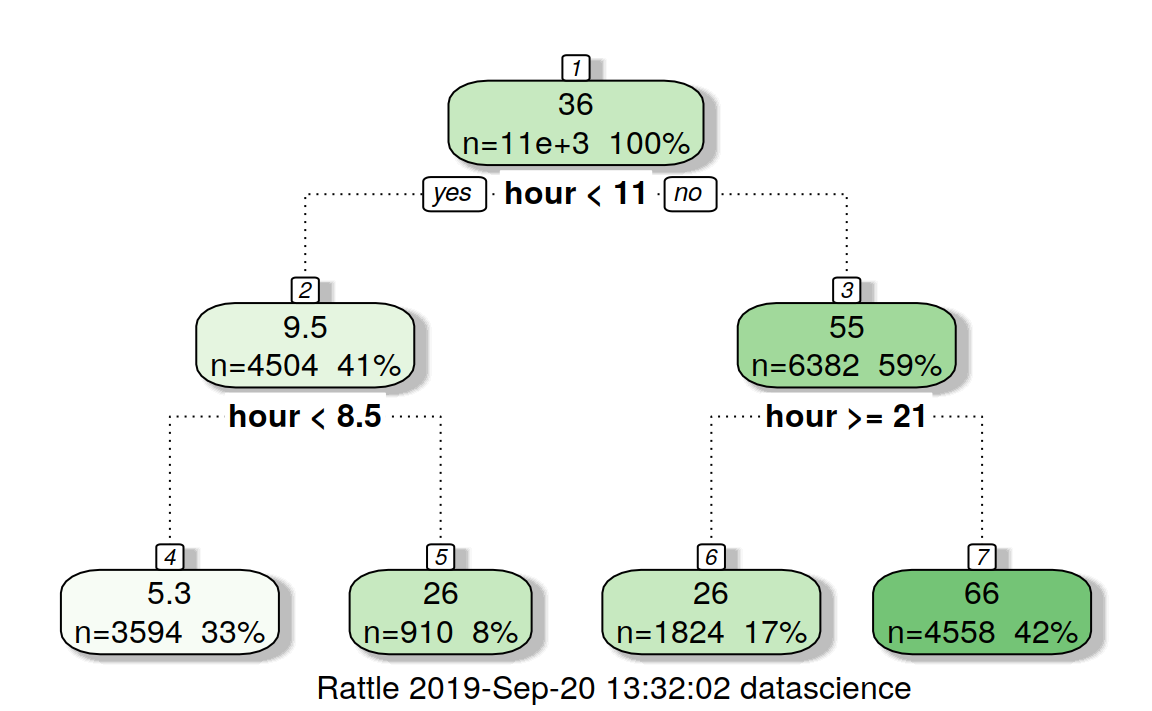 1
36
n=11e+3 100%
yes hour < 11 no
2 3
9.5 55
n=4504 41% n=6382 59%
hour < 8.5 hour >= 21
4 5 6 7
5.3 26 26 66
n=3594 33% n=910 8% n=1824 17% n=4558 42%
Rattle 2019-Sep-20 13:32:02 datascience